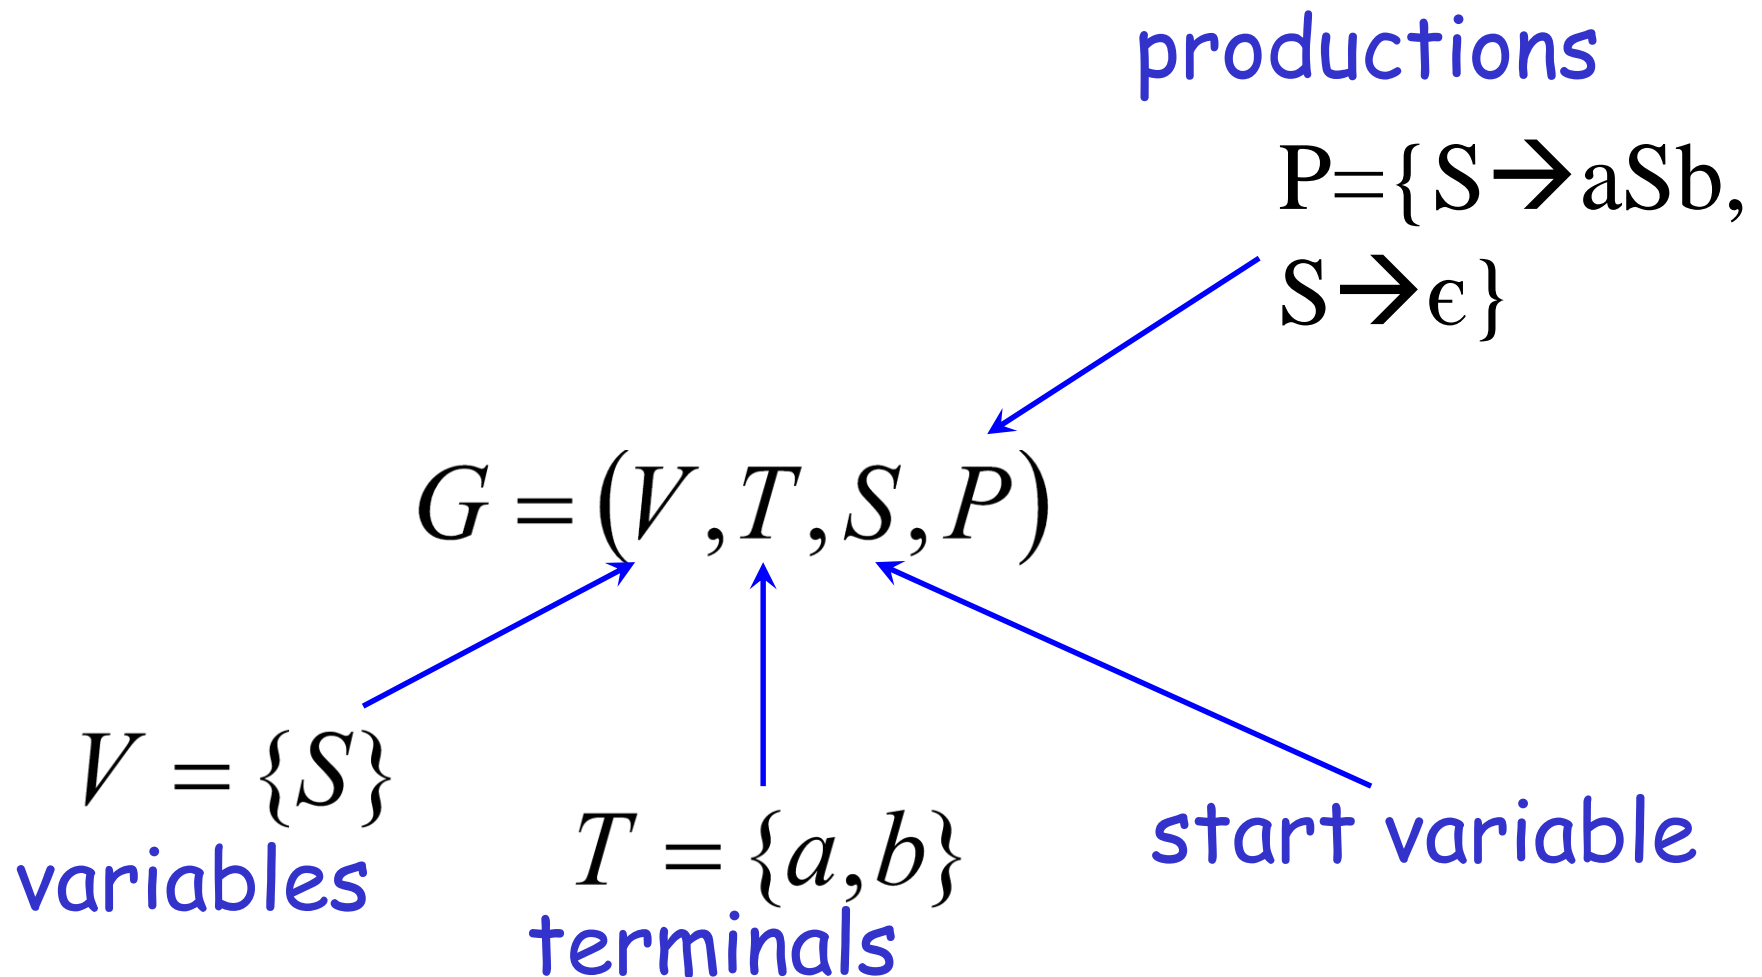 productions
P={S→aSb,
S→ϵ}
G = (V,T,S,P)
V = {S}
variables
T = {a,b}
terminals
start variable